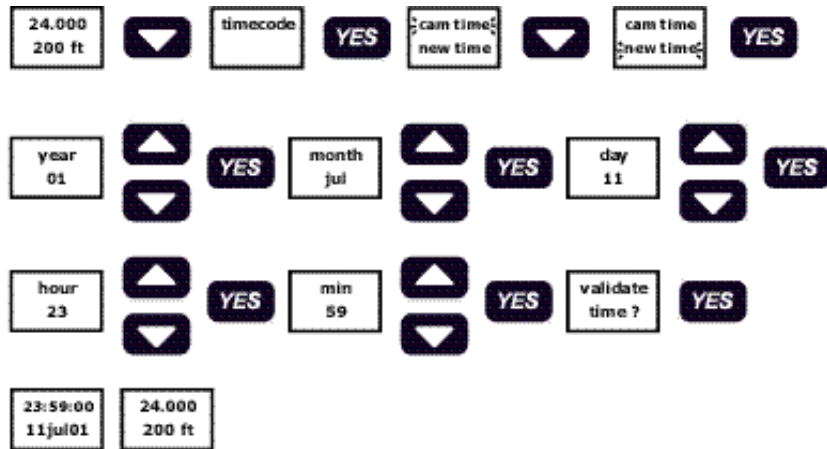 24.000
200 ft
timecode
YES
cam time
new time
cam time
new time
YES
year
01
YES
month
jul
YES
day
11
YES
hour
23
YES
min
59
YES
validate
time ?
YES
23:59:00
11jul01
24.000
200 ft